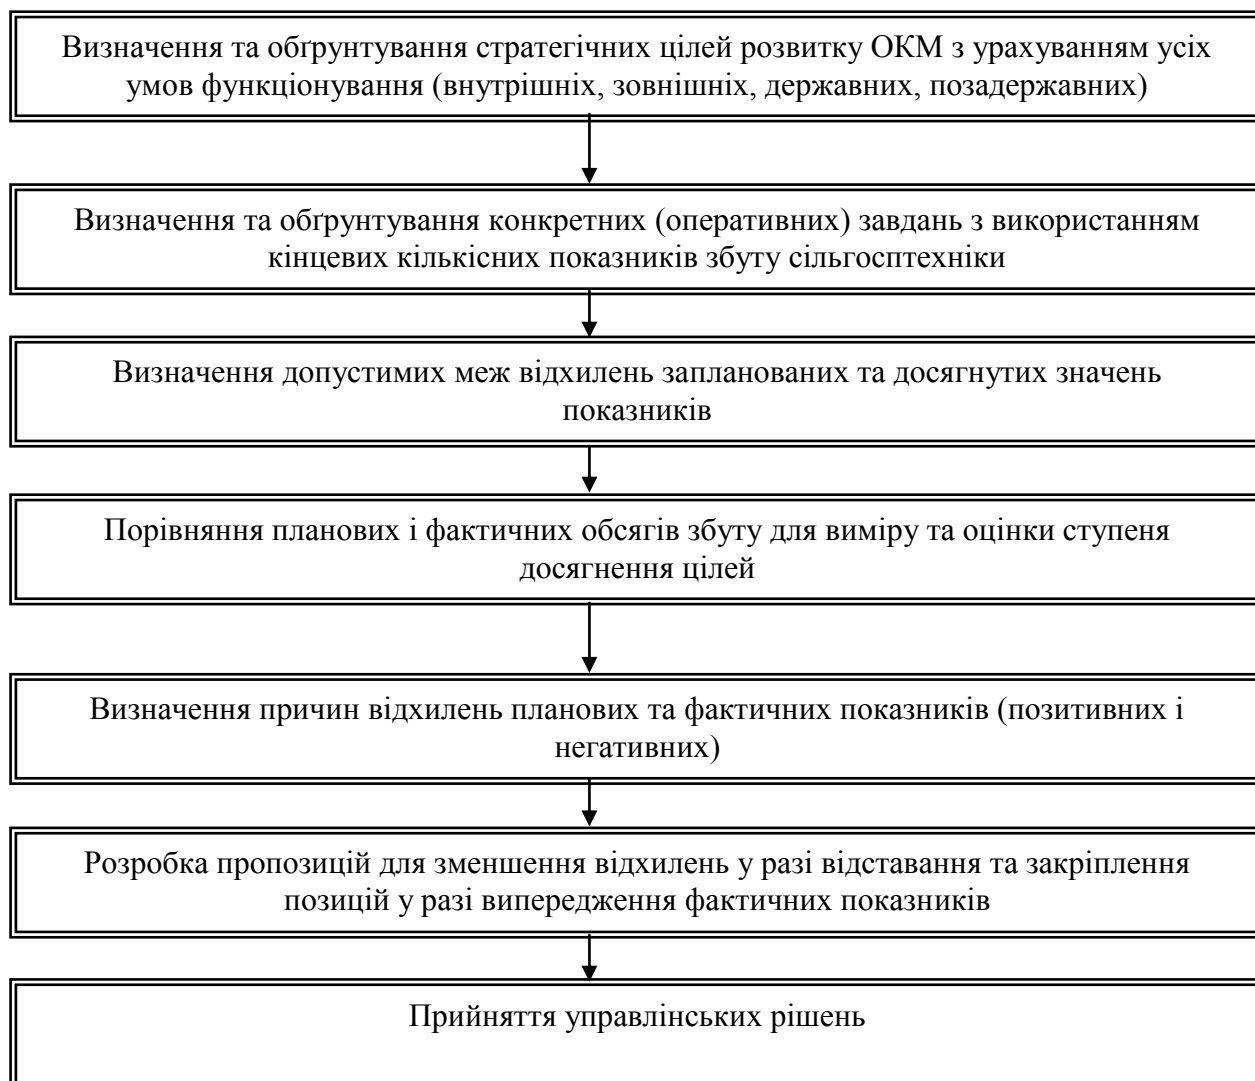 Визначення та обґрунтування стратегічних цілей розвитку ОКМ з урахуванням усіх
умов функціонування (внутрішніх, зовнішніх, державних, позадержавних)
Визначення та обґрунтування конкретних (оперативних) завдань з використанням
кінцевих кількісних показників збуту сільгосптехніки
Визначення допустимих меж відхилень запланованих та досягнутих значень
показників
Порівняння планових і фактичних обсягів збуту для виміру та оцінки ступеня
досягнення цілей
Визначення причин відхилень планових та фактичних показників (позитивних і
негативних)
Розробка пропозицій для зменшення відхилень у разі відставання та закріплення
позицій у разі випередження фактичних показників
Прийняття управлінських рішень